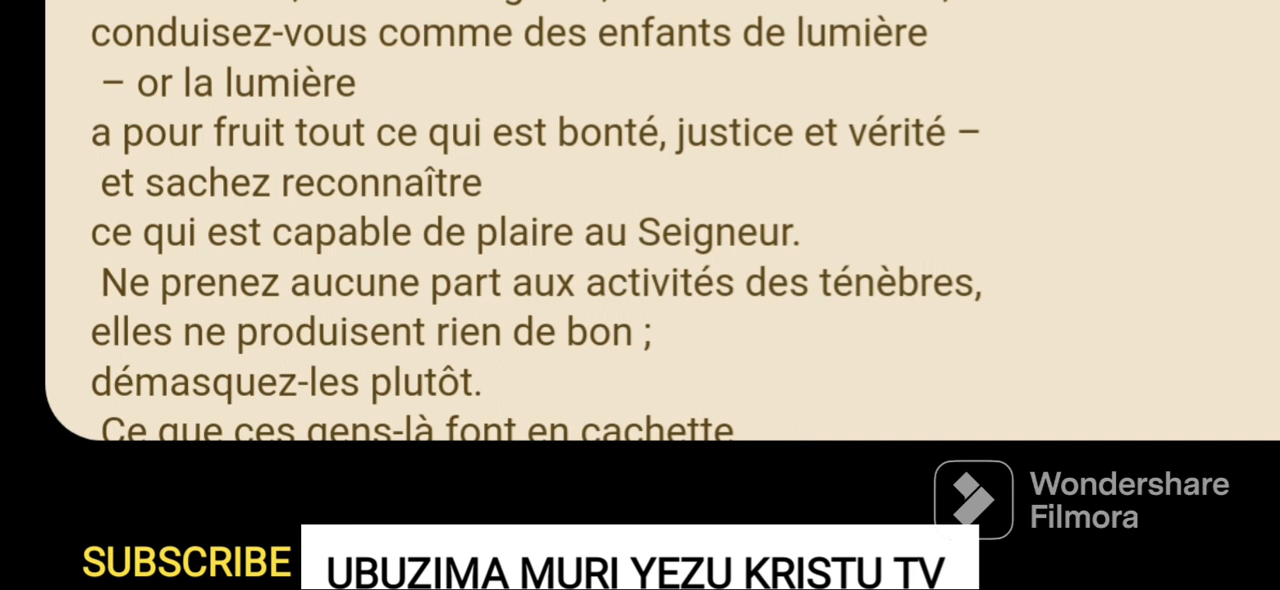 conduisez-vous comme des enfants de lumière
– or la lumière
a pour fruit tout ce qui est bonté, justice et vérité –
et sachez reconnaître
ce qui est capable de plaire au Seigneur.
Ne prenez aucune part aux activités des ténèbres,
elles ne produisent rien de bon ;
démasquez-les plutôt.
Ce que ces gens-là font en cachette
Wondershare
Filmora
SUBSCRIBE
UBUZIMA MURI YEZU KRISTU TV